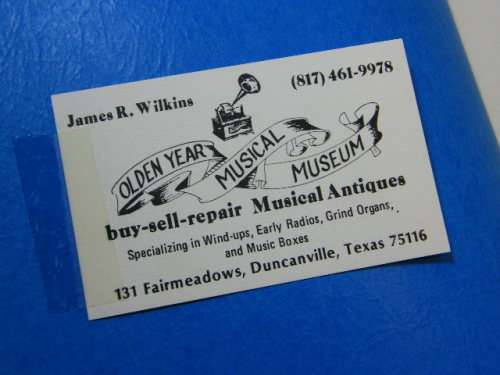 James R. Wilkins
(817) 461-9978
OLDEN YEAR MUSICAL MUSEUM
buy-sell-repair Musical Antiques
Specializing in Wind-ups, Early Radios, Grind Organs,
and Music Boxes
131 Fairmeadows, Duncanville, Texas 75116